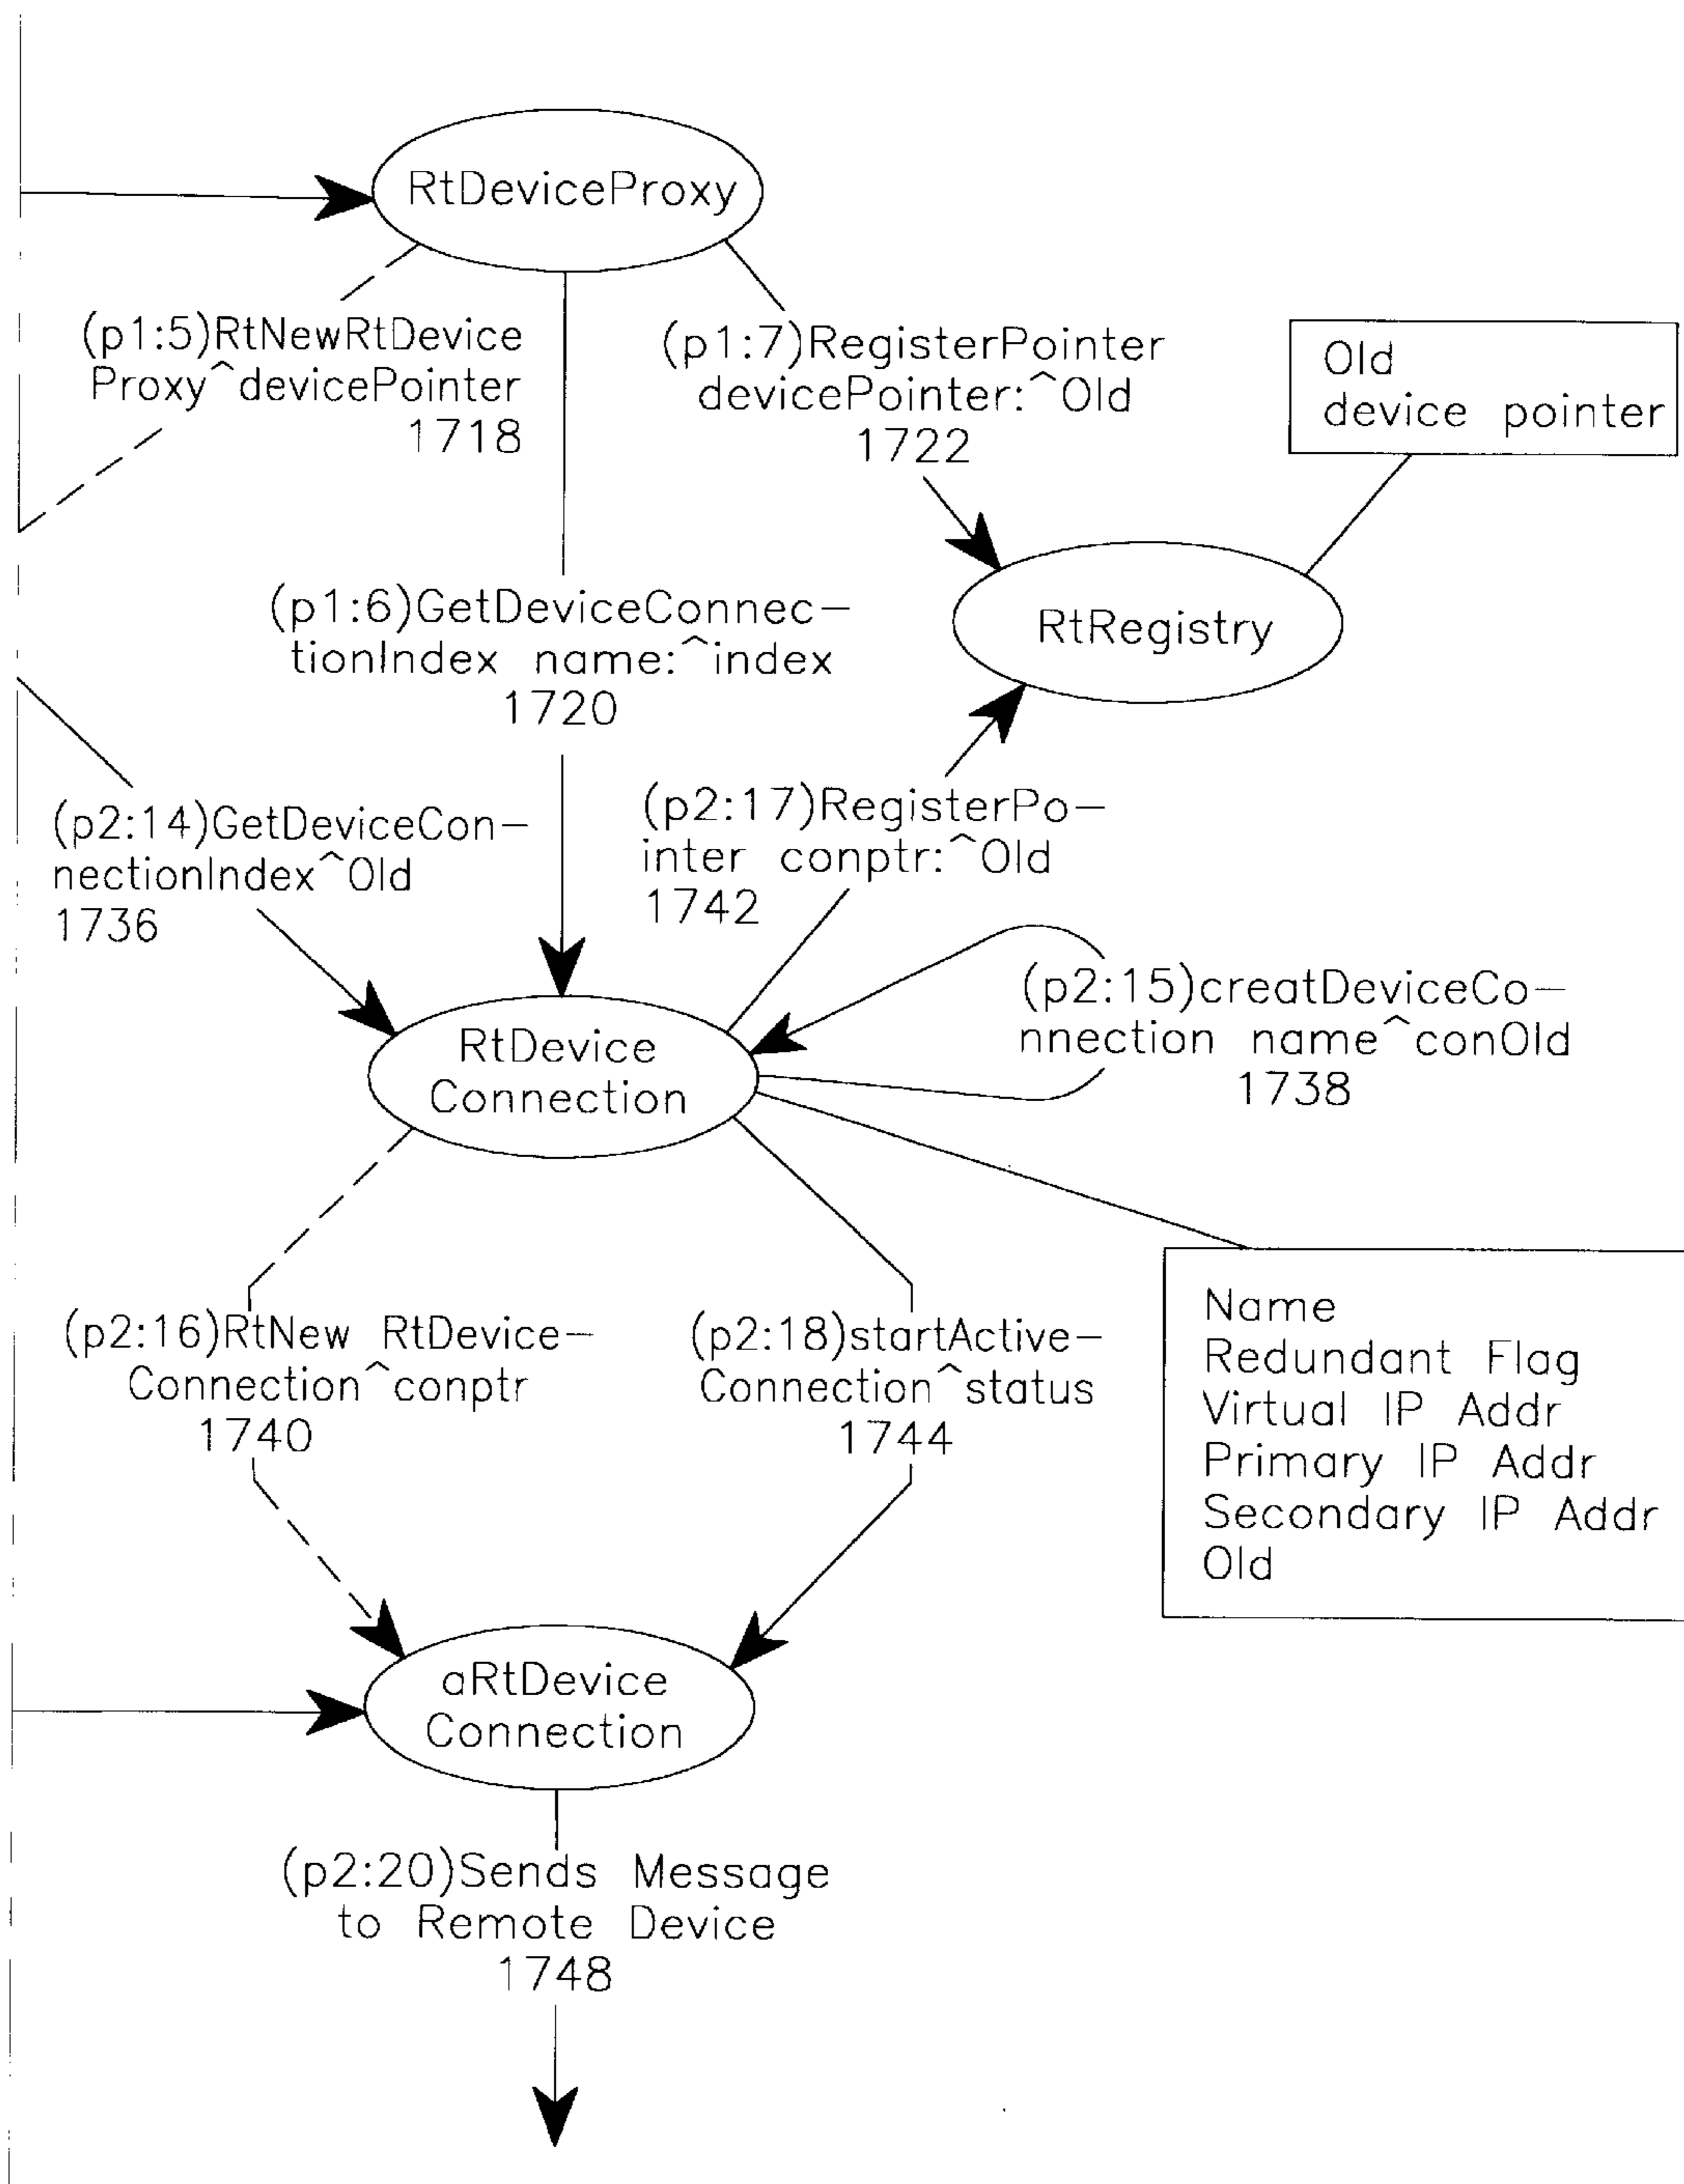 RtDeviceProxy
(p1:5)RtNewRtDevice
Proxy^devicePointer
1718
(p1:7)RegisterPointer
devicePointer:^Old
1722
Old
device pointer
(p1:6)GetDeviceConnec-
tionIndex name:^index
1720
RtRegistry
(p2:14)GetDeviceCon-
nectionIndex^Old
1736
(p2:17)RegisterPo-
inter conptr:^Old
1742
(p2:15)creatDeviceCo-
nnection name^conOld
1738
RtDevice
Connection
(p2:16)RtNew RtDevice-
Connection^conptr
1740
(p2:18)startActive-
Connection^status
1744
Name
Redundant Flag
Virtual IP Addr
Primary IP Addr
Secondary IP Addr
Old
aRtDevice
Connection
(p2:20)Sends Message
to Remote Device
1748